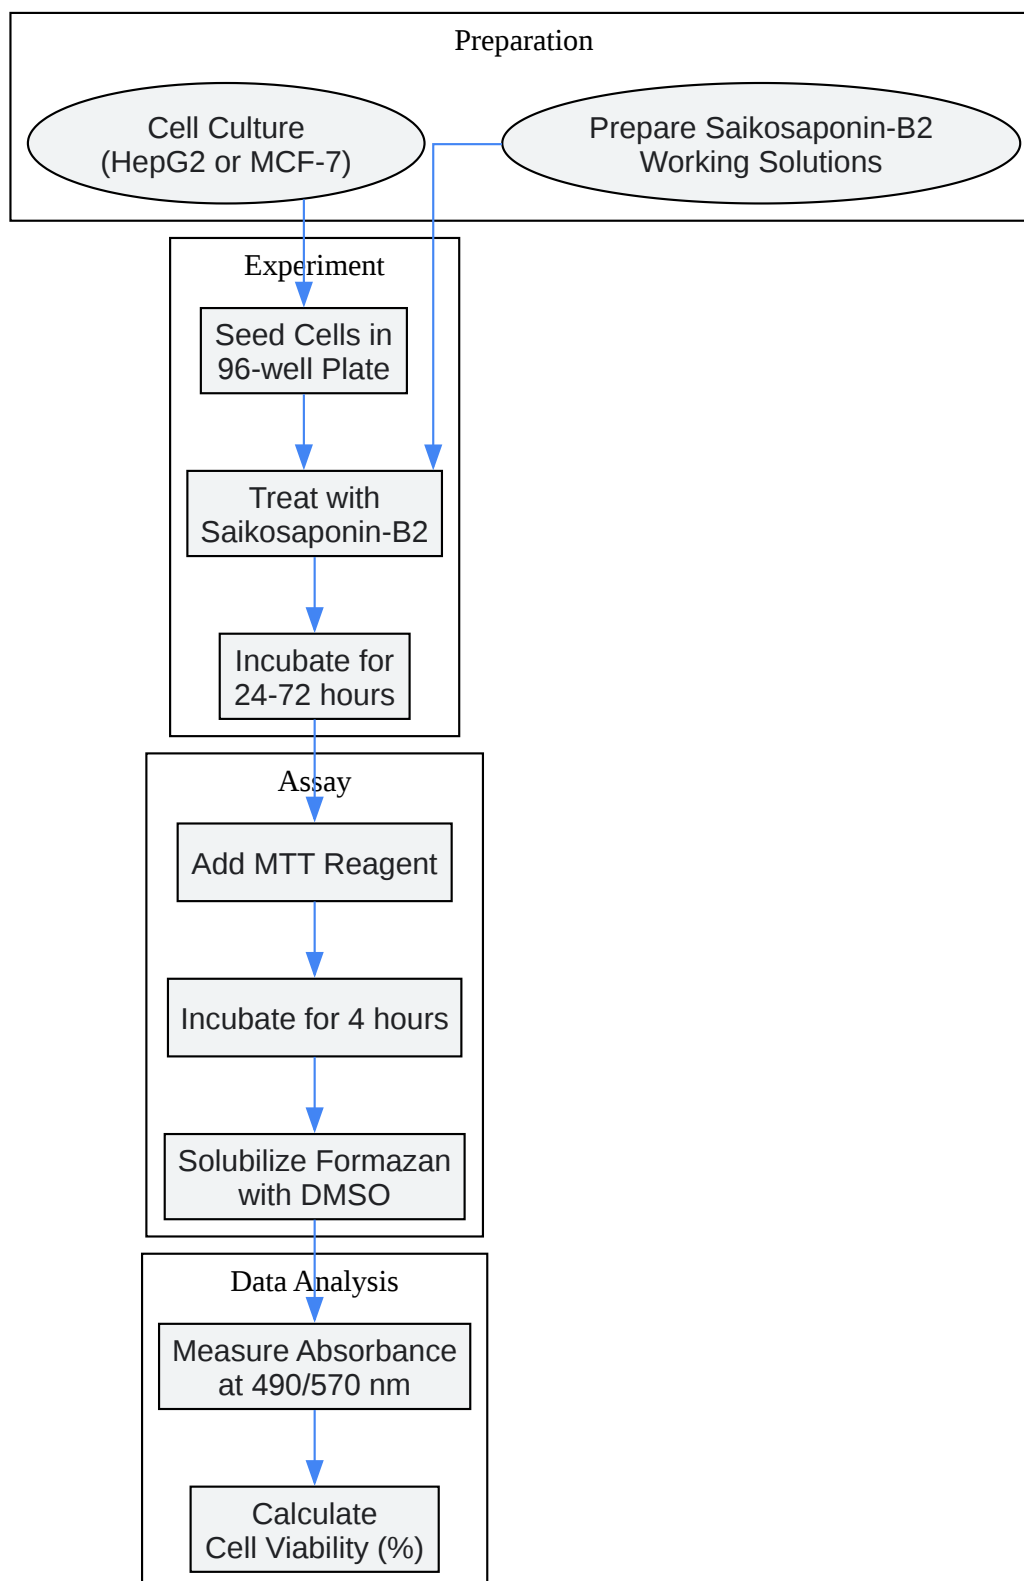 Preparation
Cell Culture
(HepG2 or MCF-7)
Prepare Saikosaponin-B2
Working Solutions
Experiment
Seed Cells in
96-well Plate
Treat with
Saikosaponin-B2
Incubate for
24-72 hours
Assay
Add MTT Reagent
Incubate for 4 hours
Solubilize Formazan
with DMSO
Data Analysis
Measure Absorbance
at 490/570 nm
Calculate
Cell Viability (%)